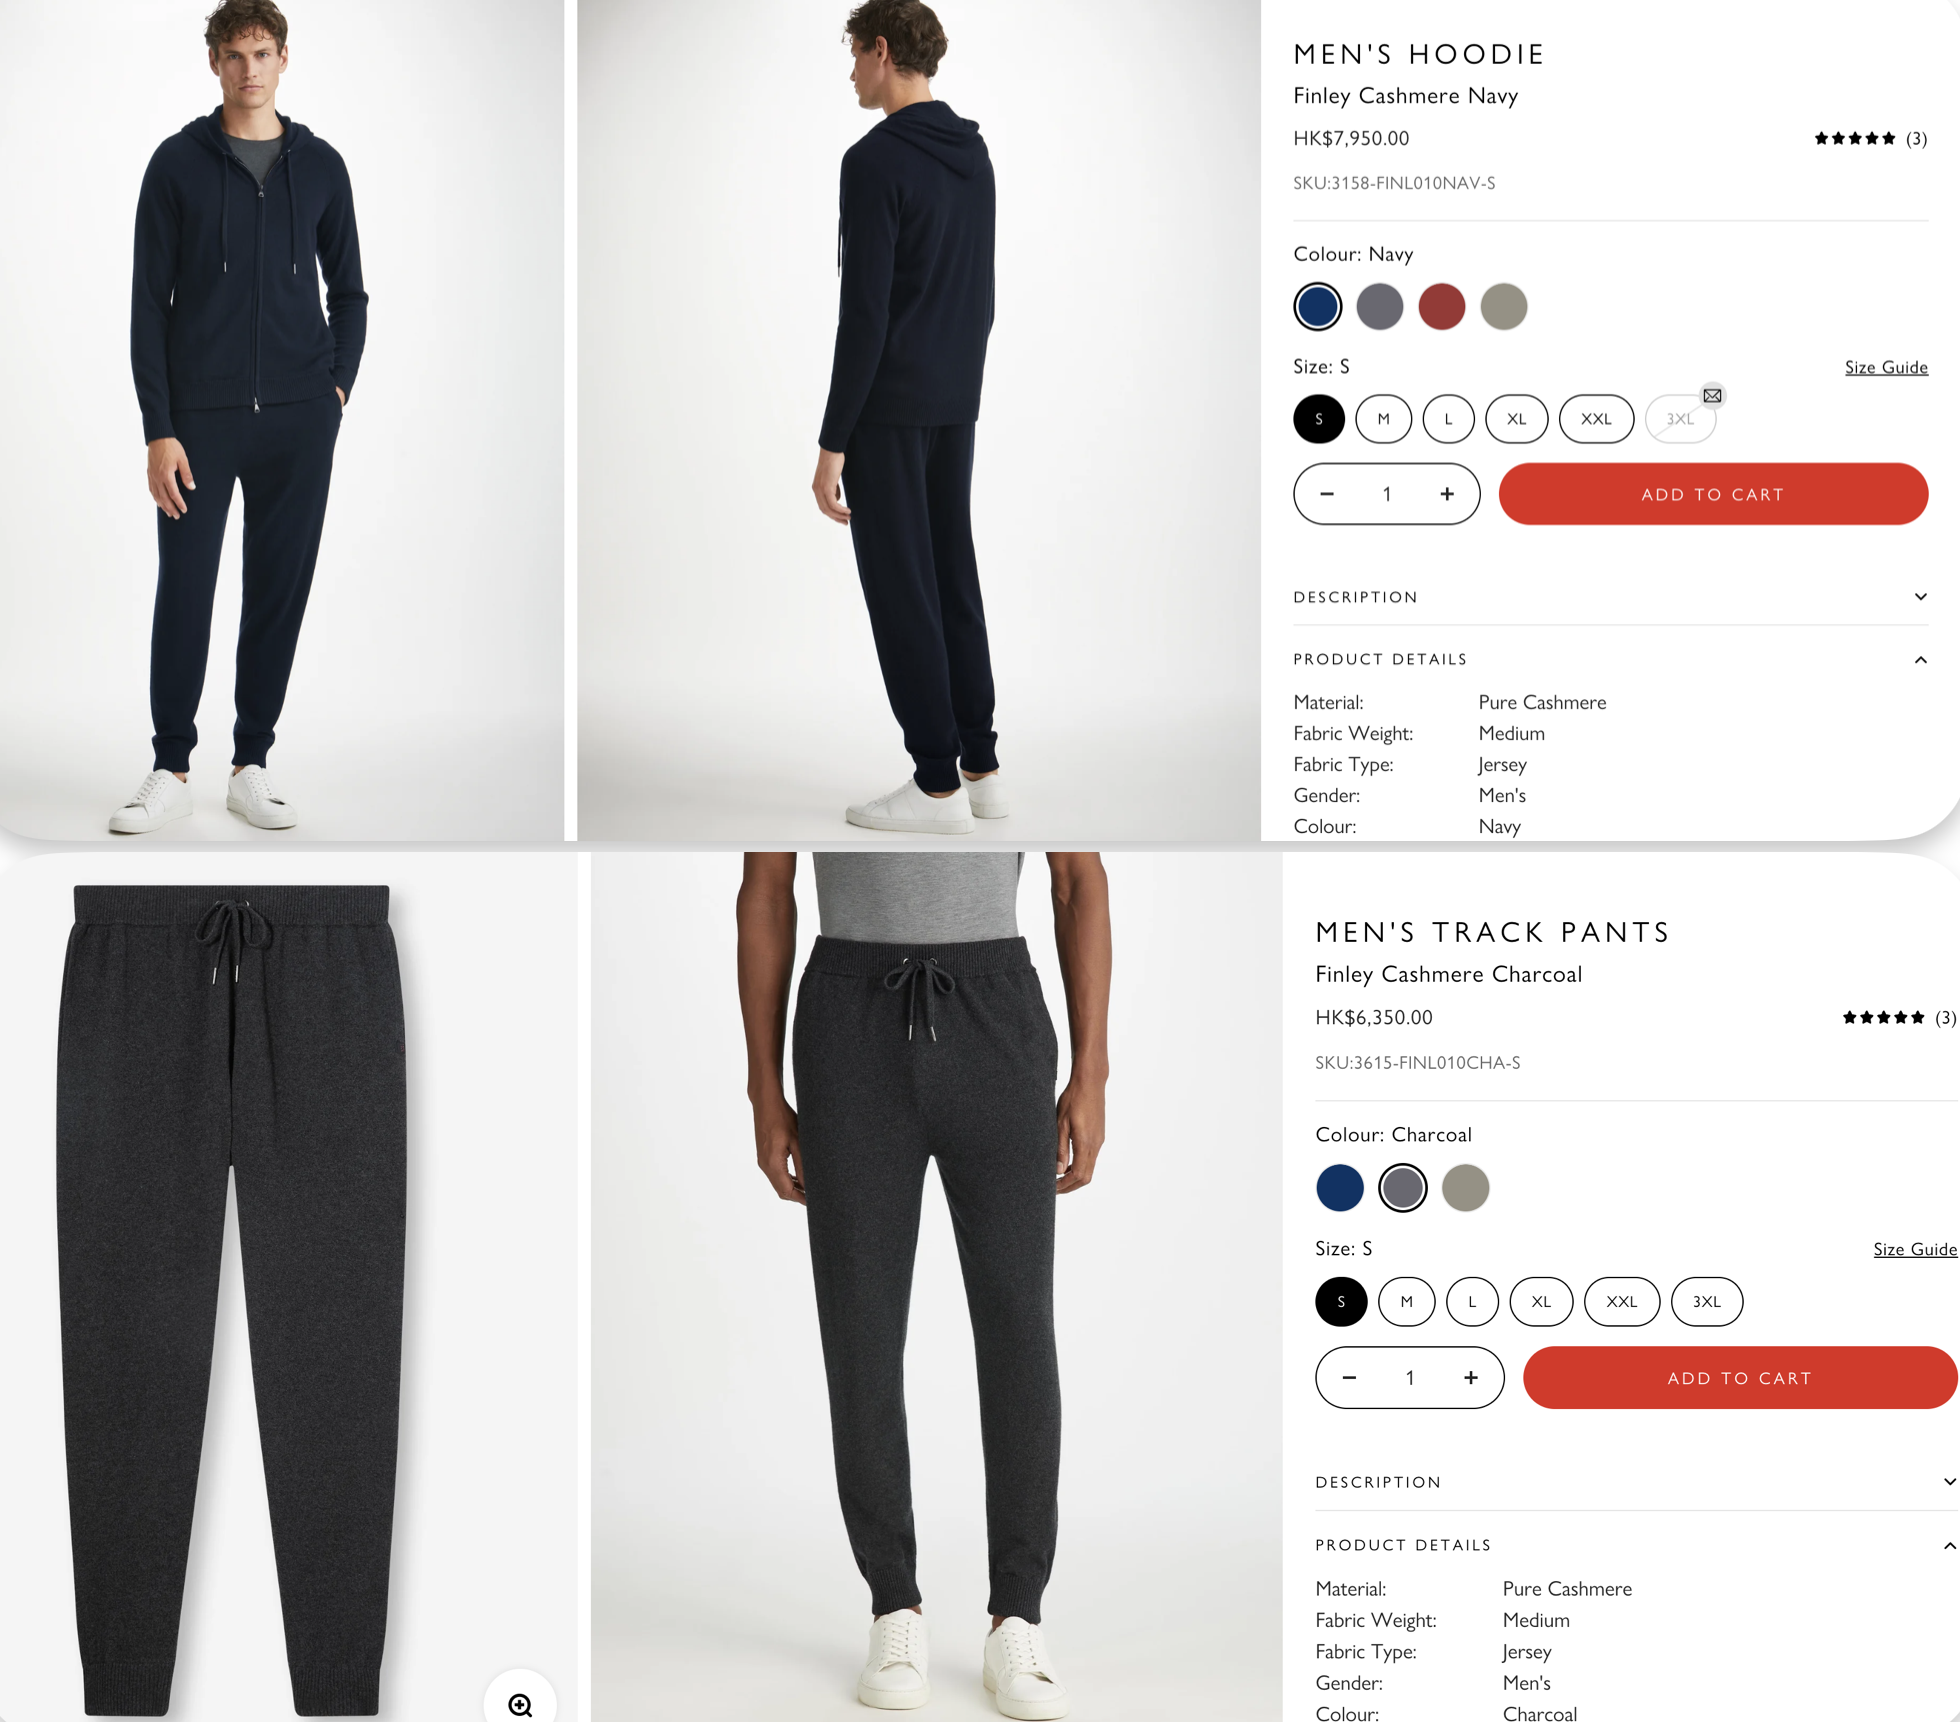 MEN'S HOODIE
Finley Cashmere Navy
HK$7,950.00
(3)
SKU:3158-FINL010NAV-S
Colour: Navy
Size: S
Size Guide
S
M
L
XL
XXL
3XL
1
ADD TO CART
DESCRIPTION
PRODUCT DETAILS
Material: Pure Cashmere
Fabric Weight: Medium
Fabric Type: Jersey
Gender: Men's
Colour: Navy
MEN'S TRACK PANTS
Finley Cashmere Charcoal
HK$6,350.00
(3)
SKU:3615-FINL010CHA-S
Colour: Charcoal
Size: S
Size Guide
S
M
L
XL
XXL
3XL
1
ADD TO CART
DESCRIPTION
PRODUCT DETAILS
Material: Pure Cashmere
Fabric Weight: Medium
Fabric Type: Jersey
Gender: Men's
Colour: Charcoal